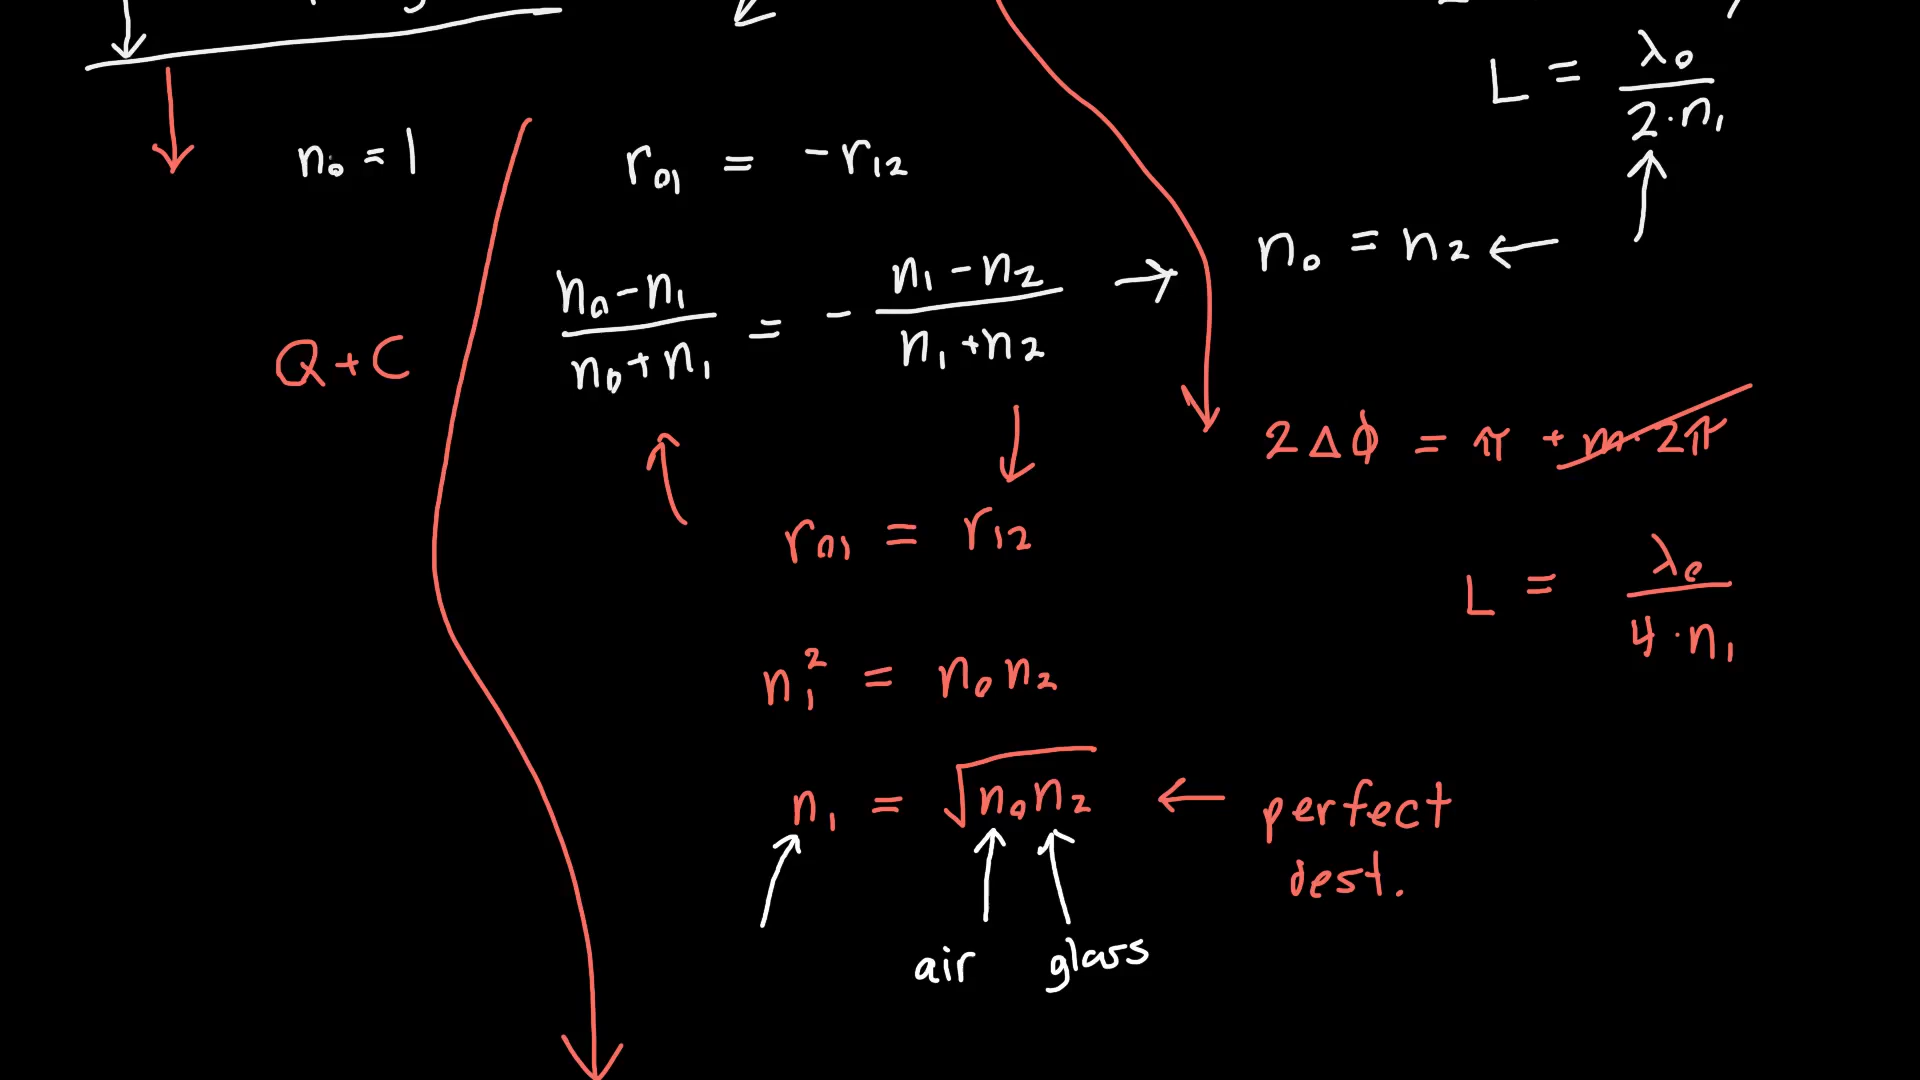 L = λ₀ / 2·n₁
n₀ = 1
r₀₁ = -r₁₂
n₀ = n₂ ←
(n₀ - n₁) / (n₀ + n₁) = - (n₁ - n₂) / (n₁ + n₂) →
Q + C
2Δϕ = π + m·2π
r₀₁ = r₁₂
L = λ₀ / 4·n₁
n₁² = n₀n₂
n₁ = √n₀n₂ ← perfect
dest.
air glass